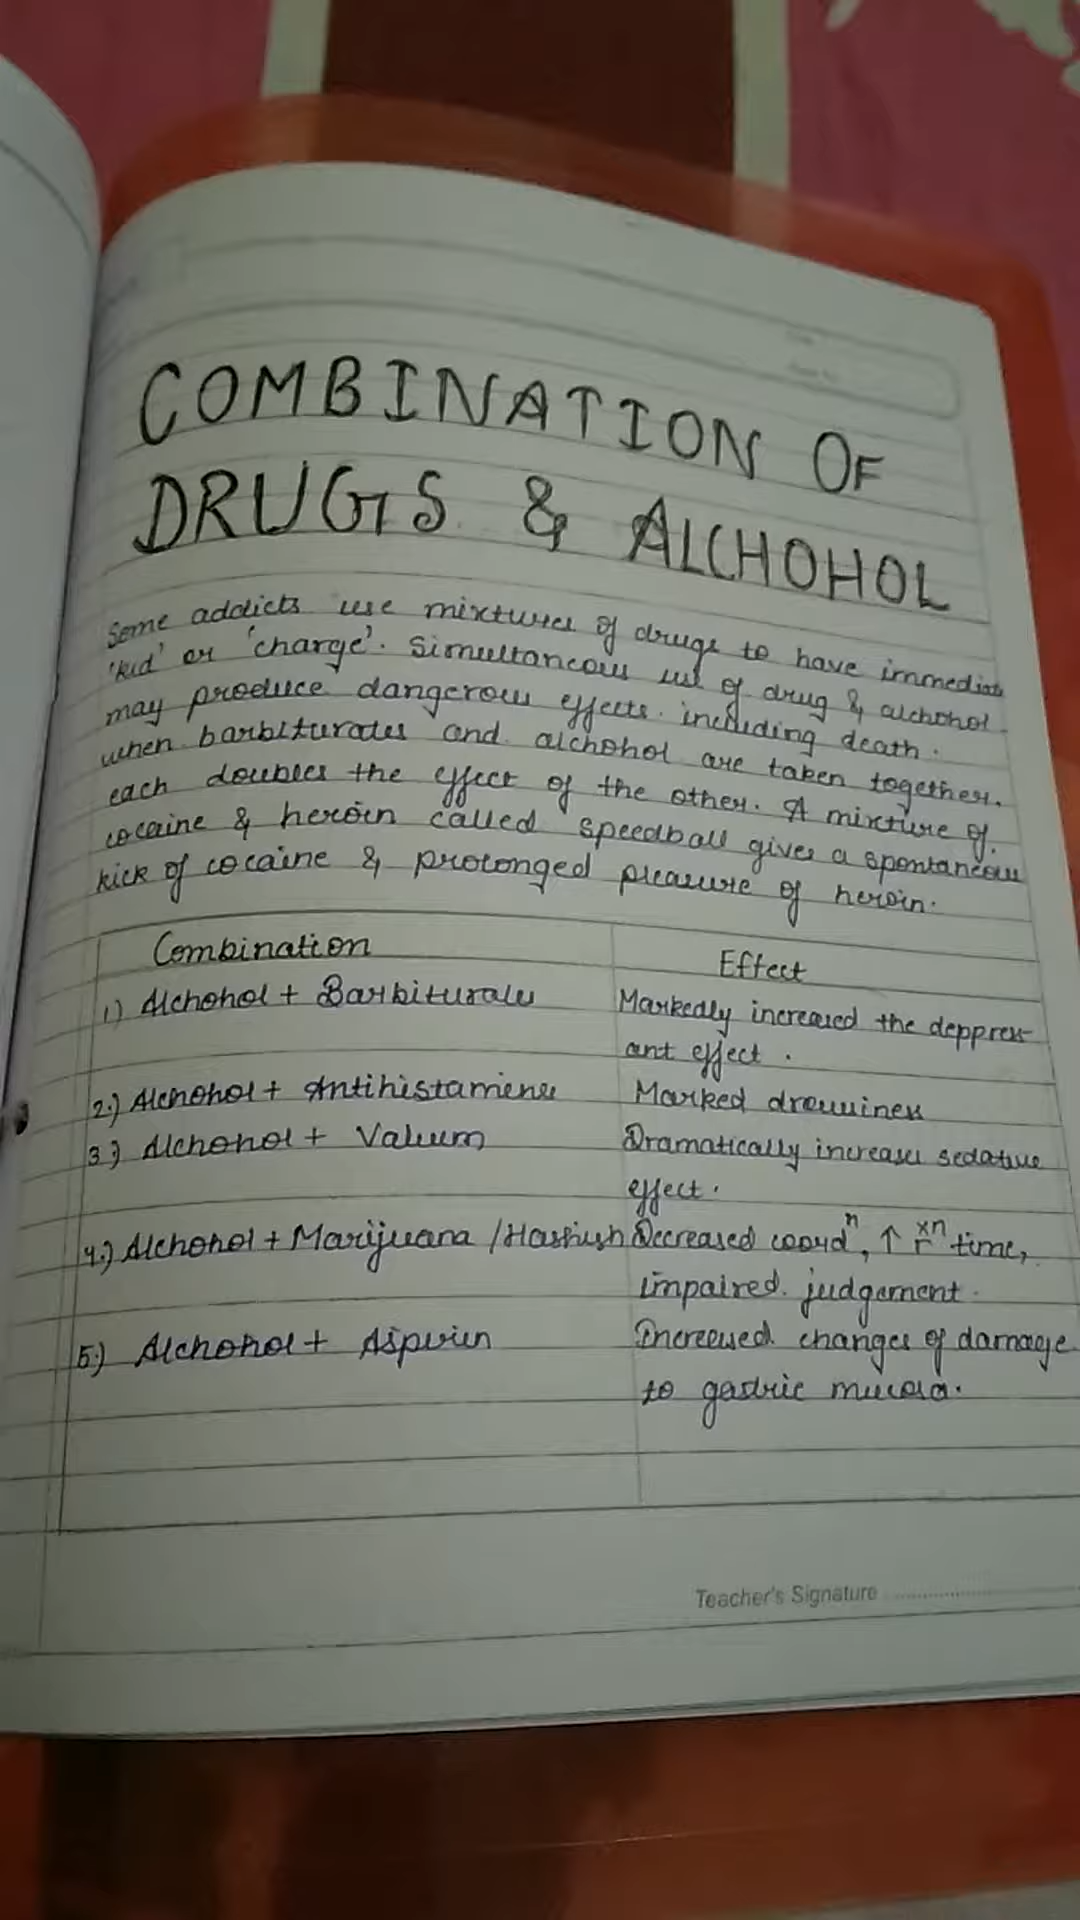 COMBINATION OF
DRUGS & ALCHOHOL
Some addicts use mixtures of drugs to have immediate
'kid' or 'charge'. Simultaneous use of drug & alchohol
may produce dangerous effects including death.
when barbiturates and alchohol are taken together,
each doubles the effect of the other. A mixture of
cocaine & heroin called speedball gives a spontaneous
kick of cocaine & prolonged pleasure of heroin.
Combination Effect
1) Alchohol + Barbiturale Markedly increased the deppress-
ant effect.
2.) Alchohol + Antihistamines Marked drowsiness
3.) Alchohol + Valium Dramatically increases sedative
effect.
4.) Alchohol + Marijuana / Hashish Decreased coordⁿ, ↑ rˣⁿ time,
impaired judgement.
5.) Alchohol + Aspirin Increased changes of damage
to gastric mucosa.
Teacher's Signature